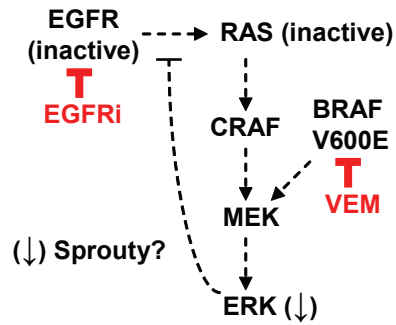 EGFR
(inactive)
RAS (inactive)
EGFRi
CRAF
BRAF
V600E
MEK
VEM
(↓) Sprouty?
ERK (↓)